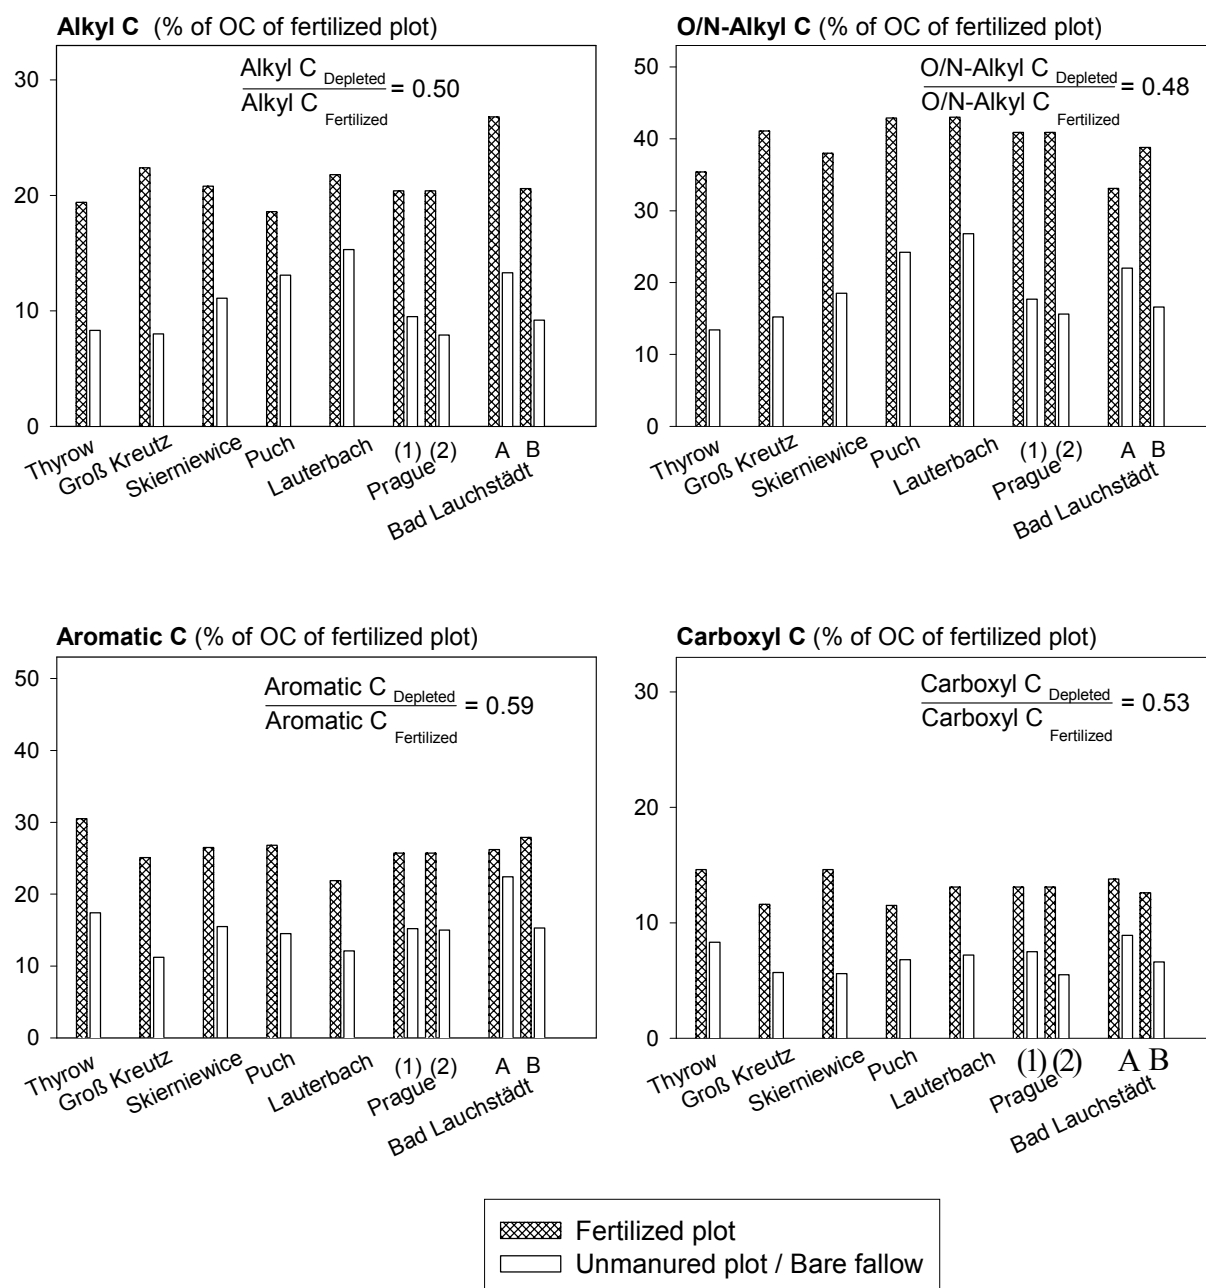 Alkyl C (% of OC of fertilized plot)
Alkyl C Depleted
Alkyl C Fertilized
= 0.50
30
20
10
0
Thyrow
Groß Kreutz
Skierniewice
Puch
Lauterbach
(1) (2)
Prague
A B
Bad Lauchstädt
O/N-Alkyl C (% of OC of fertilized plot)
O/N-Alkyl C Depleted
O/N-Alkyl C Fertilized
= 0.48
50
40
30
20
10
0
Thyrow
Groß Kreutz
Skierniewice
Puch
Lauterbach
(1) (2)
Prague
A B
Bad Lauchstädt
Aromatic C (% of OC of fertilized plot)
Aromatic C Depleted
Aromatic C Fertilized
= 0.59
50
40
30
20
10
0
Thyrow
Groß Kreutz
Skierniewice
Puch
Lauterbach
(1) (2)
Prague
A B
Bad Lauchstädt
Carboxyl C (% of OC of fertilized plot)
Carboxyl C Depleted
Carboxyl C Fertilized
= 0.53
30
20
10
0
Thyrow
Groß Kreutz
Skierniewice
Puch
Lauterbach
(1) (2)
Prague
A B
Bad Lauchstädt
Fertilized plot
Unmanured plot / Bare fallow